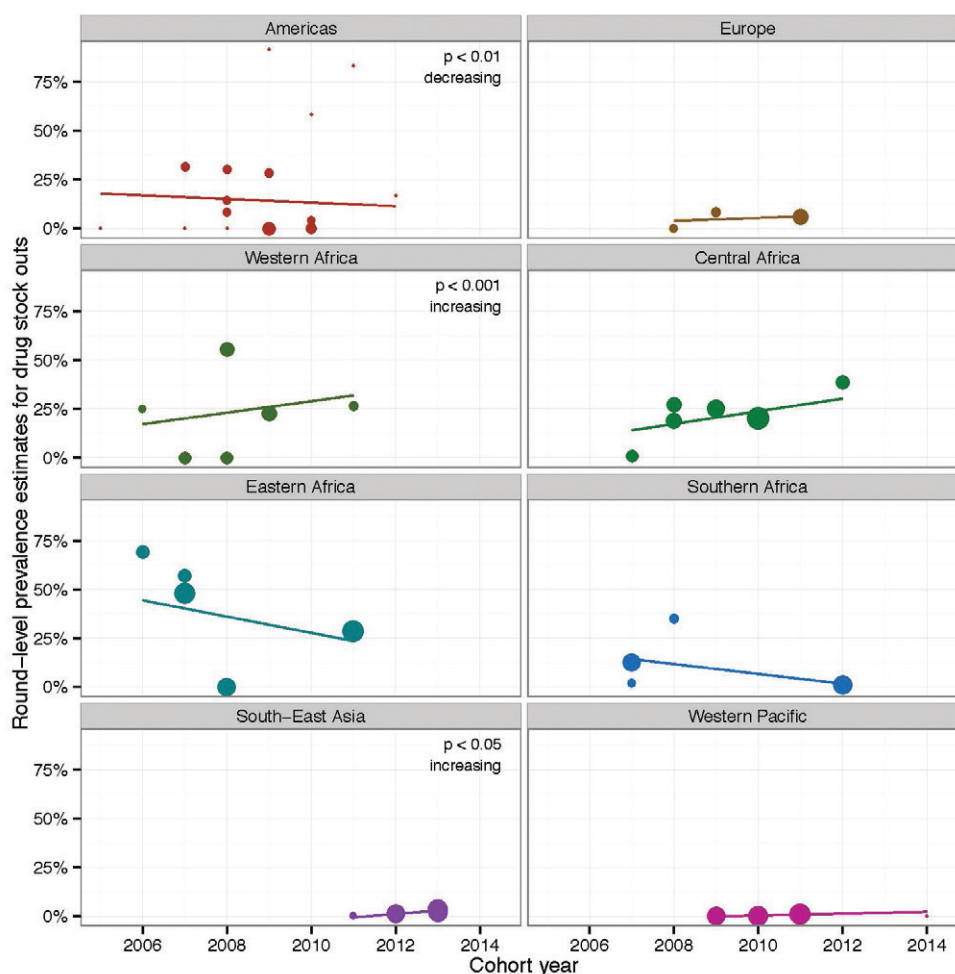 Round-level prevalence estimates for drug stock outs
Americas
p < 0.01
decreasing
75%
50%
25%
0%
Europe
Western Africa
p < 0.001
increasing
75%
50%
25%
0%
Central Africa
Eastern Africa
75%
50%
25%
0%
Southern Africa
South-East Asia
p < 0.05
increasing
75%
50%
25%
0%
Western Pacific
2006 2008 2010 2012 2014
2006 2008 2010 2012 2014
Cohort year